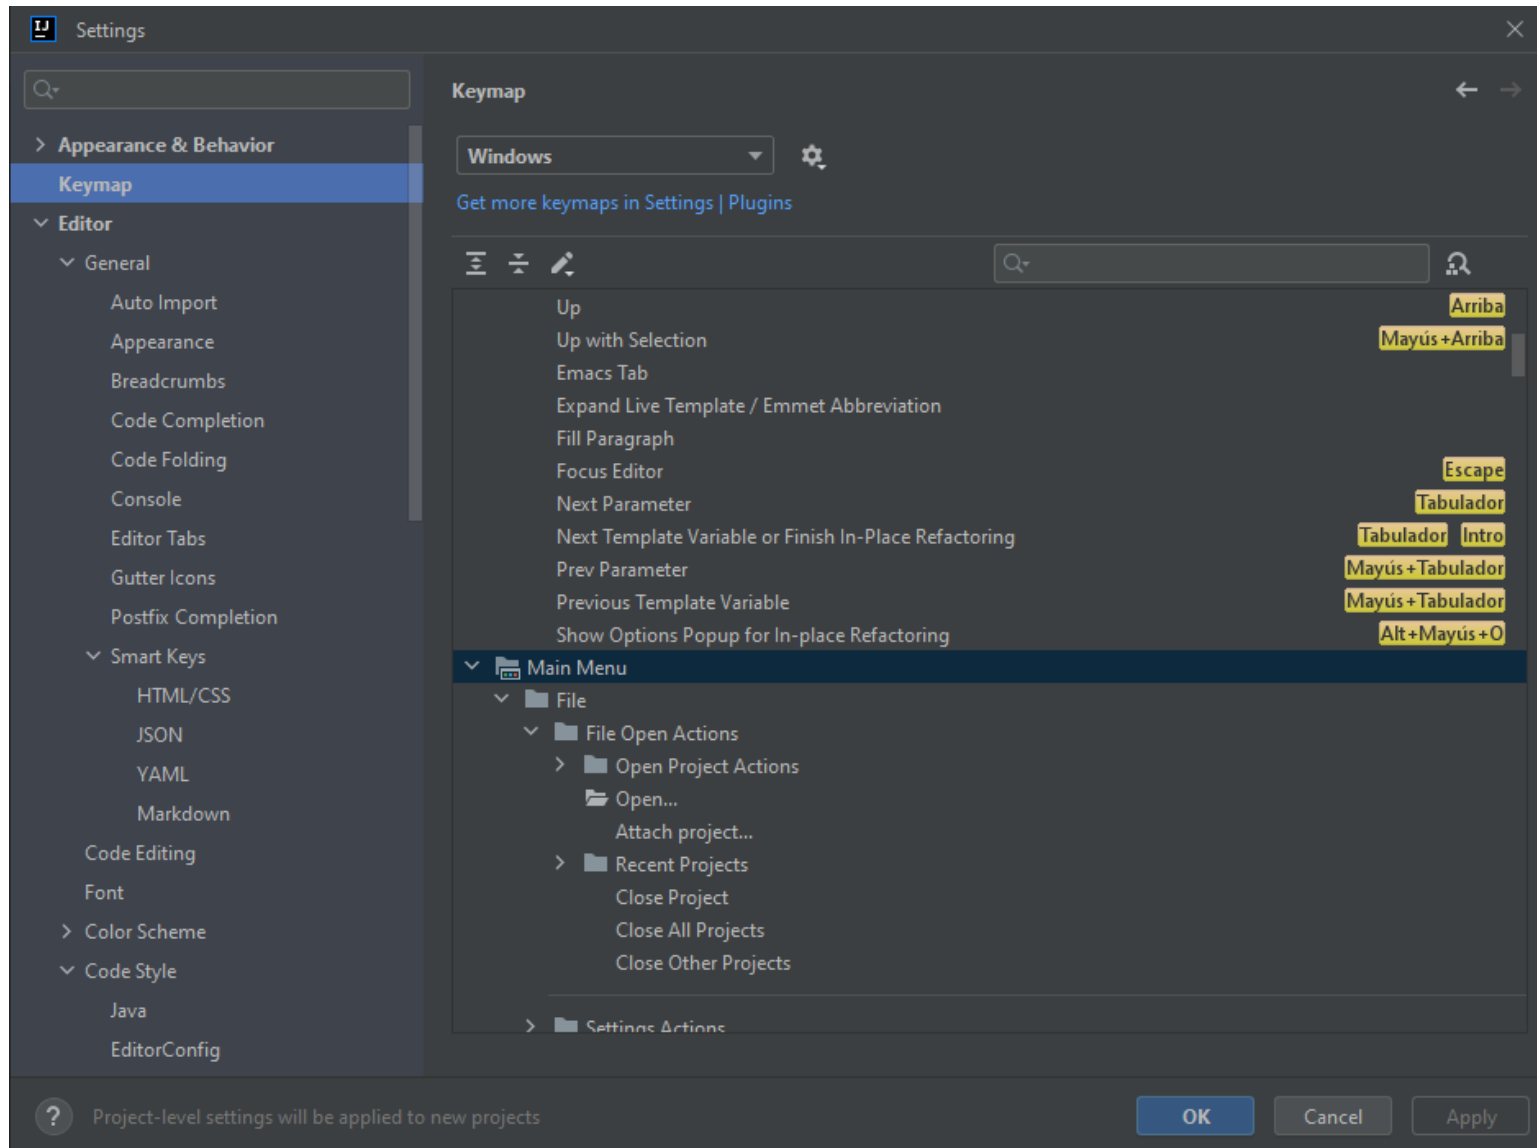 IJ Settings
Appearance & Behavior
Keymap
Editor
General
Auto Import
Appearance
Breadcrumbs
Code Completion
Code Folding
Console
Editor Tabs
Gutter Icons
Postfix Completion
Smart Keys
HTML/CSS
JSON
YAML
Markdown
Code Editing
Font
Color Scheme
Code Style
Java
EditorConfig
Keymap
Windows
Get more keymaps in Settings | Plugins
Up Arriba
Up with Selection Mayús+Arriba
Emacs Tab
Expand Live Template / Emmet Abbreviation
Fill Paragraph
Focus Editor Escape
Next Parameter Tabulador
Next Template Variable or Finish In-Place Refactoring Tabulador Intro
Prev Parameter Mayús+Tabulador
Previous Template Variable Mayús+Tabulador
Show Options Popup for In-place Refactoring Alt+Mayús+O
Main Menu
File
File Open Actions
Open Project Actions
Open...
Attach project...
Recent Projects
Close Project
Close All Projects
Close Other Projects
Settings Actions
? Project-level settings will be applied to new projects
OK Cancel Apply